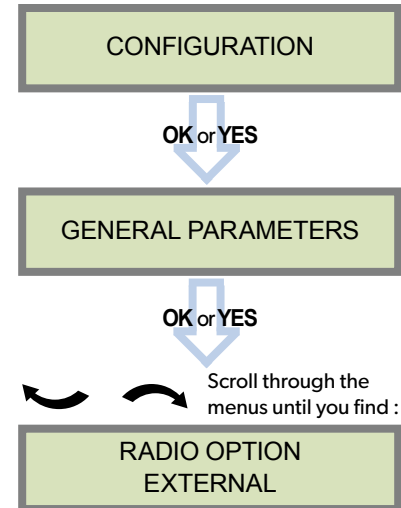 CONFIGURATION
OK or YES
GENERAL PARAMETERS
OK or YES
Scroll through the
menus until you find :
RADIO OPTION
EXTERNAL